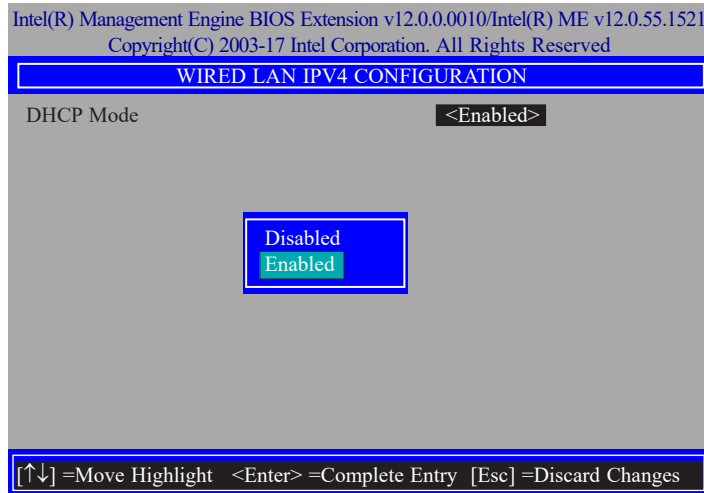 Intel(R) Management Engine BIOS Extension v12.0.0.0010/Intel(R) ME v12.0.55.1521
Copyright(C) 2003-17 Intel Corporation. All Rights Reserved
WIRED LAN IPV4 CONFIGURATION
DHCP Mode <Enabled>
Disabled
Enabled
[↑↓] =Move Highlight <Enter> =Complete Entry [Esc] =Discard Changes